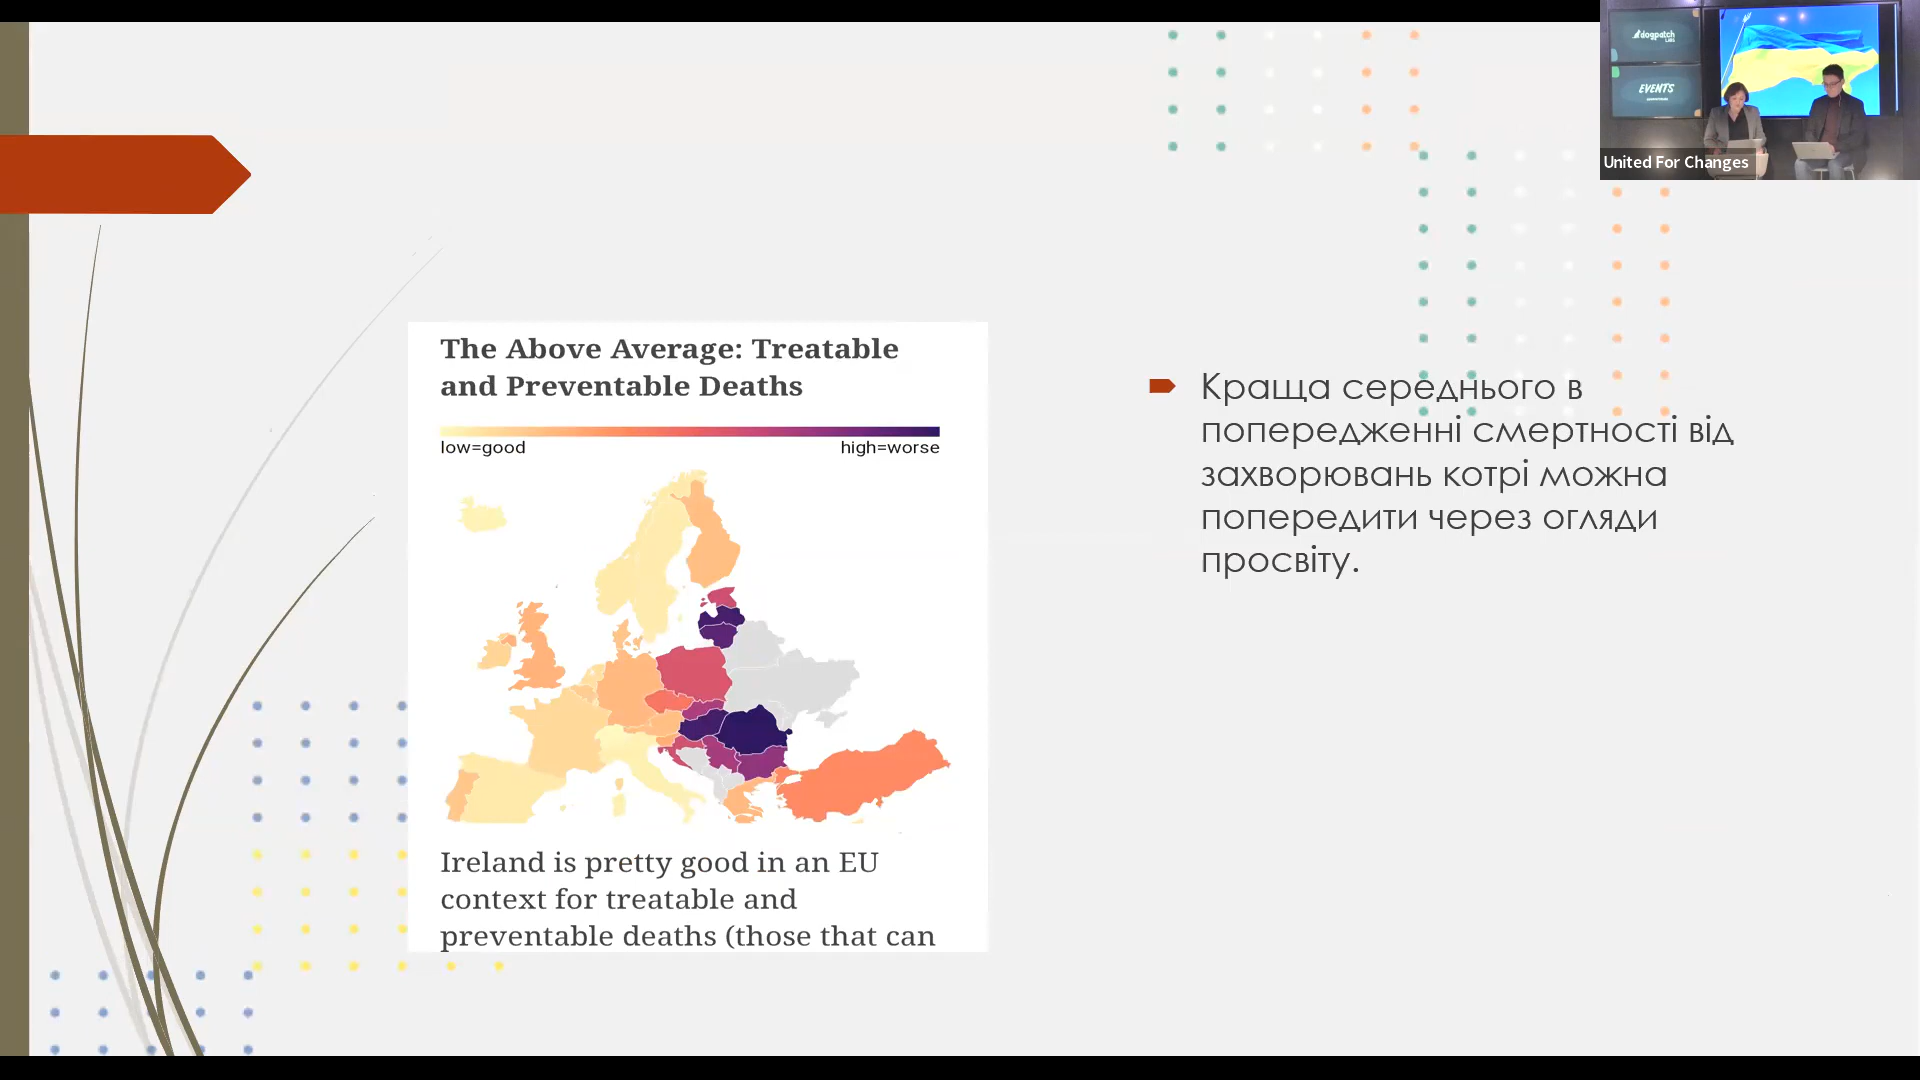 dogpatch
LABS
EVENTS
United For Changes
The Above Average: Treatable
and Preventable Deaths
low=good high=worse
Ireland is pretty good in an EU
context for treatable and
preventable deaths (those that can
Краща середнього в
попередженні смертності від
захворювань котрі можна
попередити через огляди
просвіту.